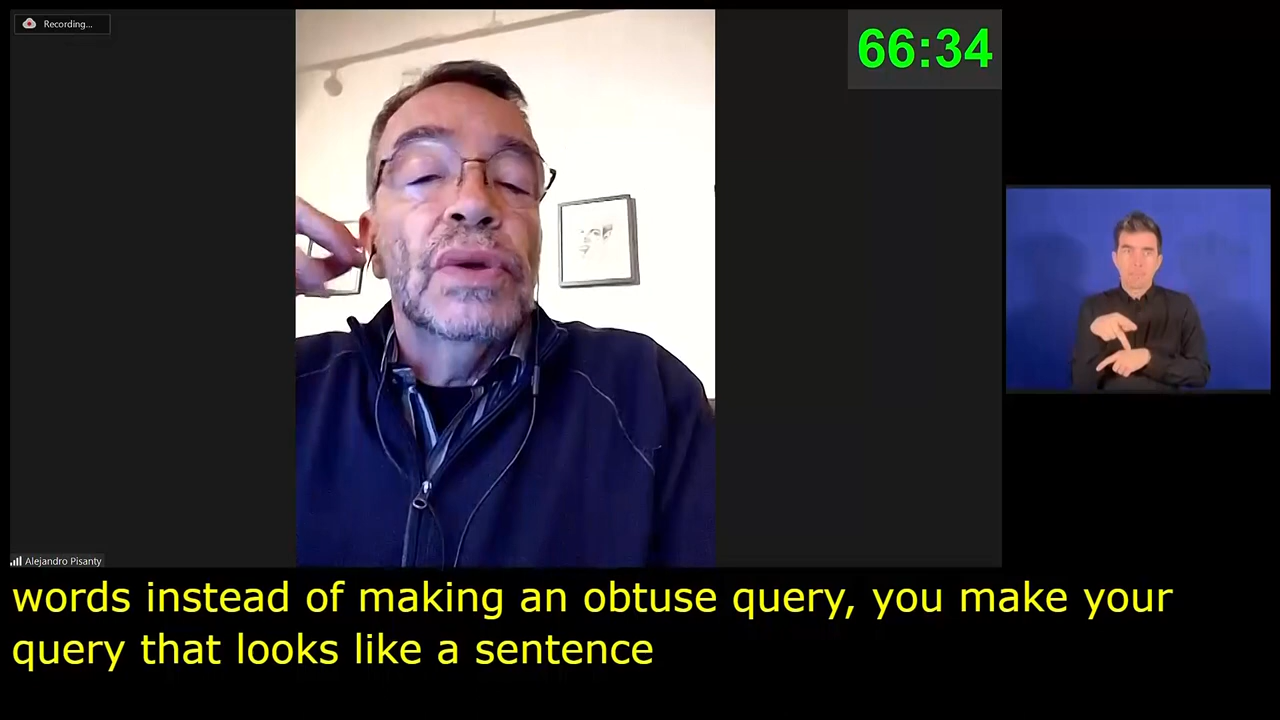 Recording...
66:34
Alejandro Pisanty
words instead of making an obtuse query, you make your
query that looks like a sentence